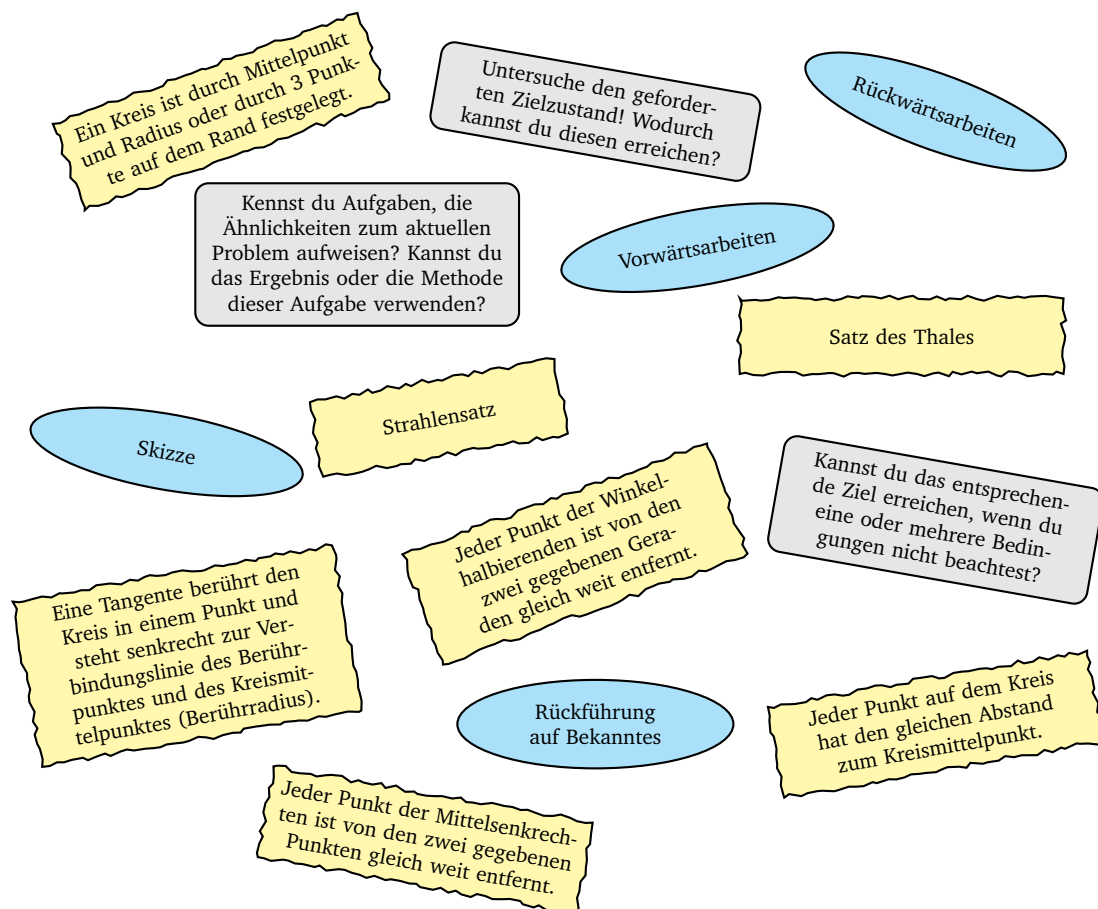 Ein Kreis ist durch Mittelpunkt
und Radius oder durch 3 Punk-
te auf dem Rand festgelegt.
Untersuche den geforder-
ten Zielzustand! Wodurch
kannst du diesen erreichen?
Rückwärtsarbeiten
Kennst du Aufgaben, die
Ähnlichkeiten zum aktuellen
Problem aufweisen? Kannst du
das Ergebnis oder die Methode
dieser Aufgabe verwenden?
Vorwärtsarbeiten
Satz des Thales
Strahlensatz
Skizze
Jeder Punkt der Winkel-
halbierenden ist von den
zwei gegebenen Gera-
den gleich weit entfernt.
Kannst du das entsprechen-
de Ziel erreichen, wenn du
eine oder mehrere Bedin-
gungen nicht beachtest?
Eine Tangente berührt den
Kreis in einem Punkt und
steht senkrecht zur Ver-
bindungslinie des Berühr-
punktes und des Kreismit-
telpunktes (Berührradius).
Rückführung
auf Bekanntes
Jeder Punkt auf dem Kreis
hat den gleichen Abstand
zum Kreismittelpunkt.
Jeder Punkt der Mittelsenkrech-
ten ist von den zwei gegebenen
Punkten gleich weit entfernt.